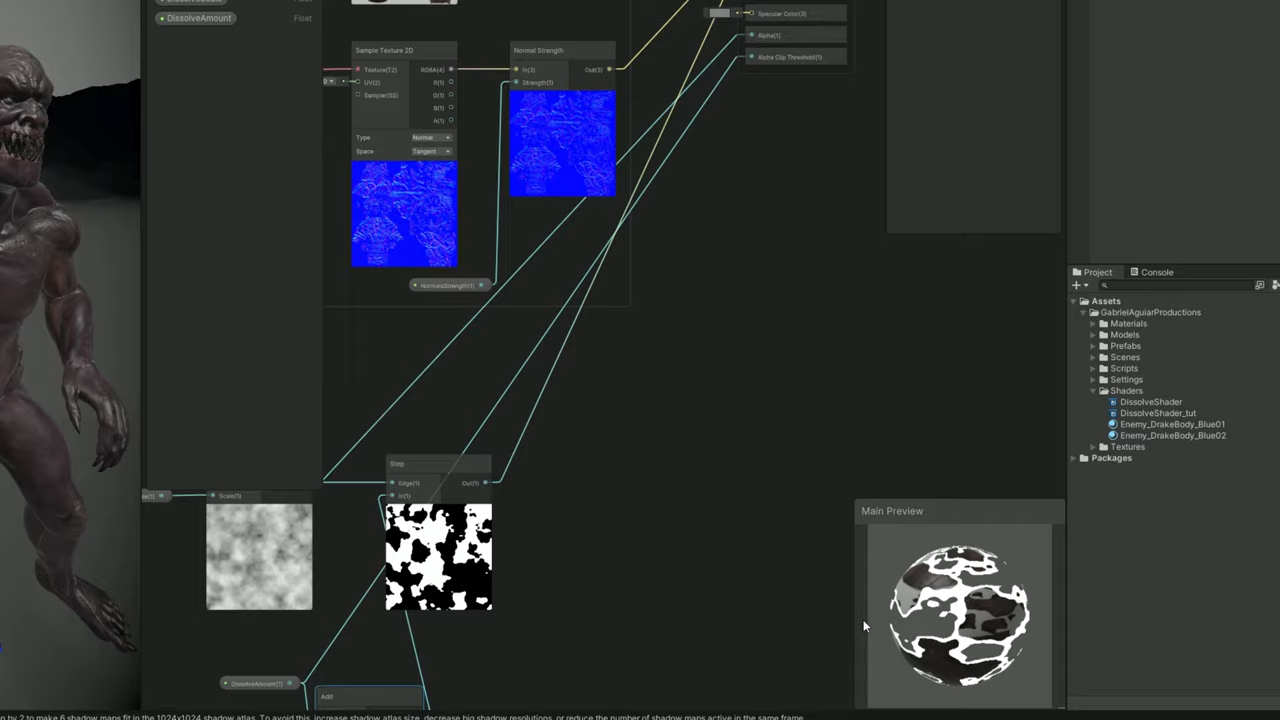 DissolveAmount
Float
Specular Color(3)
Alpha(1)
Alpha Clip Threshold(1)
Sample Texture 2D
Texture(T2)
UV(2)
Sampler(SS)
RGBA(4)
R(1)
G(1)
B(1)
A(1)
Type
Normal
Space
Tangent
Normal Strength
In(3)
Strength(1)
Out(3)
NormalsStrength(1)
Step
Edge(1)
In(1)
Out(1)
Scale(1)
DissolveAmount(1)
Add
Main Preview
Project
Console
Assets
GabrielAguiarProductions
Materials
Models
Prefabs
Scenes
Scripts
Settings
Shaders
DissolveShader
DissolveShader_tut
Enemy_DrakeBody_Blue01
Enemy_DrakeBody_Blue02
Textures
Packages
by 2 to make 6 shadow maps fit in the 1024x1024 shadow atlas. To avoid this, increase shadow atlas size, decrease big shadow resolutions, or reduce the number of shadow maps active in the same frame